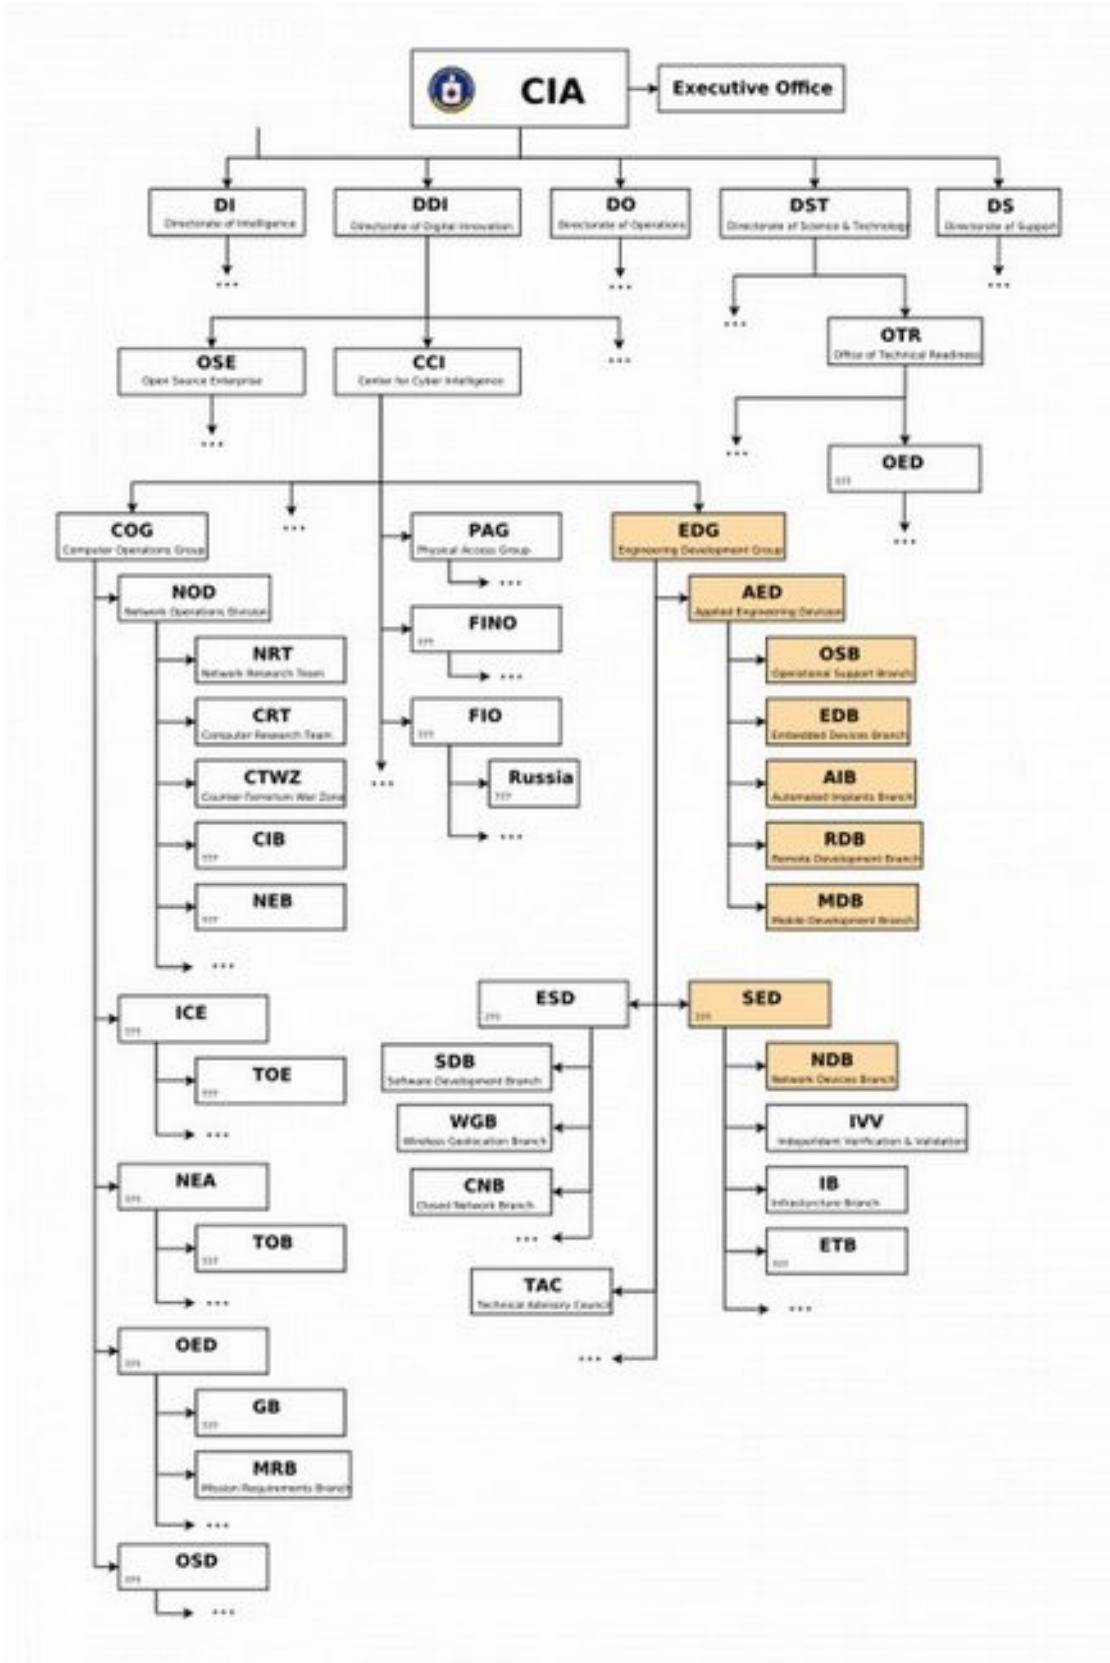 CIA
Executive Office
DI
Directorate of Intelligence
DDI
Directorate of Digital Innovation
DO
Directorate of Operations
DST
Directorate of Science & Technology
DS
Directorate of Support
...
...
...
...
OTR
Office of Technical Readiness
OSE
Open Source Enterprise
CCI
Center for Cyber Intelligence
...
...
...
OED
???
...
COG
Computer Operations Group
...
PAG
Physical Access Group
...
EDG
Engineering Development Group
NOD
Network Operations Division
AED
Applied Engineering Devision
FINO
???
...
NRT
Network Research Team
OSB
Operational Support Branch
CRT
Computer Research Team
FIO
???
EDB
Embedded Devices Branch
CTWZ
Counter-Terrorism War Zone
...
Russia
???
...
AIB
Automated Implants Branch
CIB
???
RDB
Remote Development Branch
NEB
???
MDB
Mobile Development Branch
...
ICE
???
ESD
???
SED
???
TOE
???
...
SDB
Software Development Branch
NDB
Network Devices Branch
WGB
Wireless Geolocation Branch
IVV
Independent Verification & Validation
NEA
???
CNB
Closed Network Branch
IB
Infrasturcture Branch
TOB
???
...
...
ETB
???
TAC
Technical Advisory Council
...
OED
???
...
GB
???
MRB
Mission Requirements Branch
...
OSD
???
...